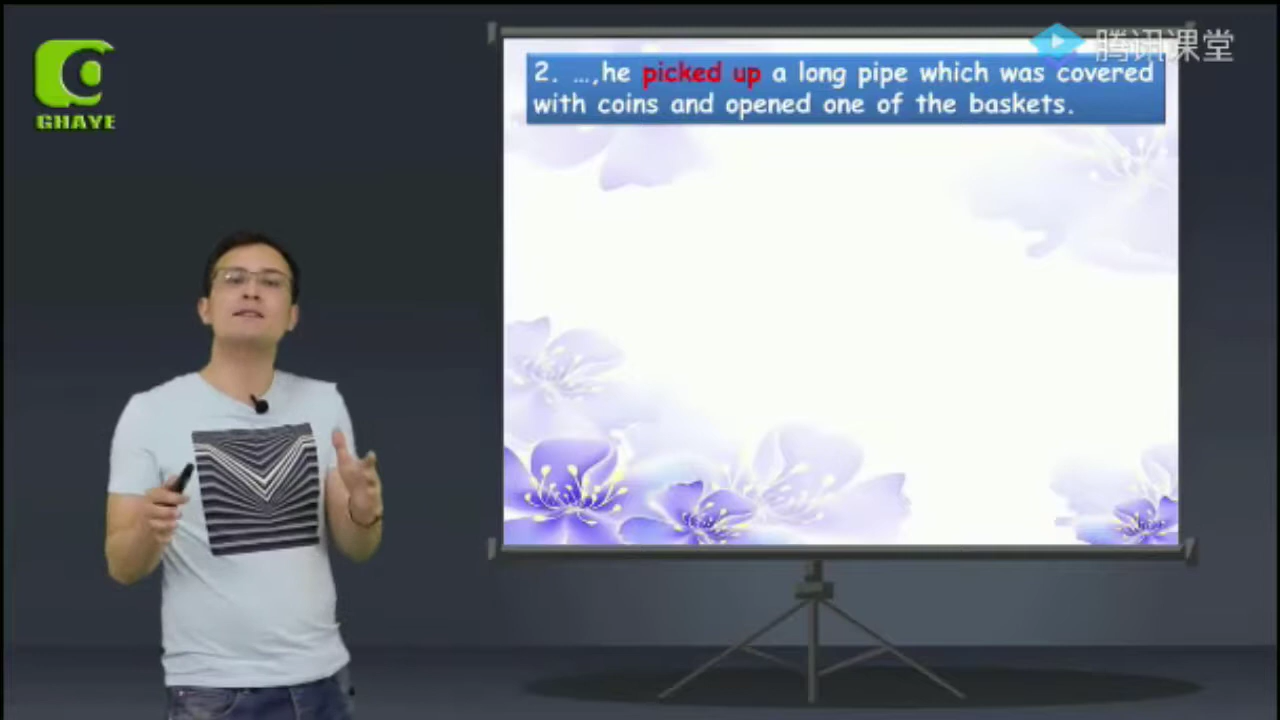 GHAYE
腾讯课堂
2. …,he picked up a long pipe which was covered
with coins and opened one of the baskets.